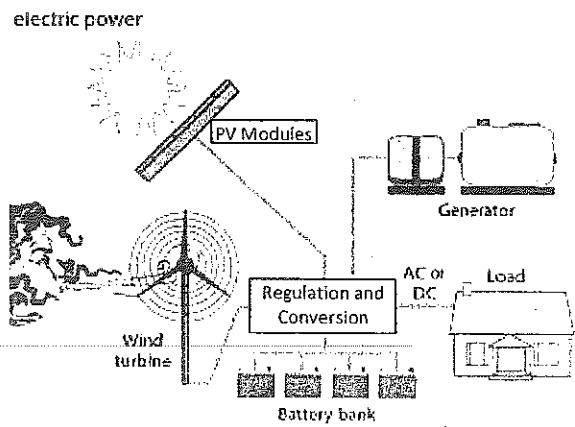 electric power
PV Modules
Generator
AC or
DC
Load
Regulation and
Conversion
Wind
turbine
Battery bank